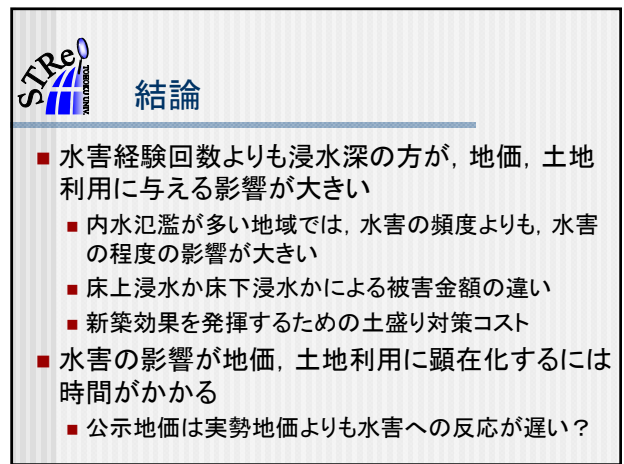 STRe
TOHOKU UNIV.
結論
■ 水害経験回数よりも浸水深の方が，地価，土地
利用に与える影響が大きい
■ 内水氾濫が多い地域では，水害の頻度よりも，水害
の程度の影響が大きい
■ 床上浸水か床下浸水かによる被害金額の違い
■ 新築効果を発揮するための土盛り対策コスト
■ 水害の影響が地価，土地利用に顕在化するには
時間がかかる
■ 公示地価は実勢地価よりも水害への反応が遅い？